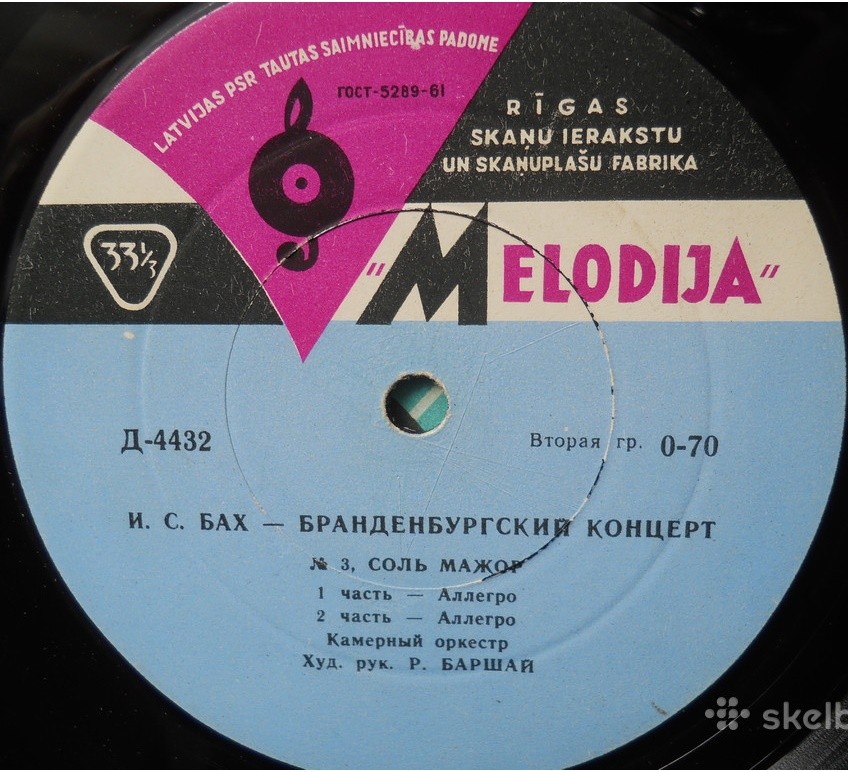 LATVIJAS PSR TAUTAS SAIMNIECĪBAS PADOME
ГОСТ-5289-61
RĪGAS
SKAŅU IERAKSTU
UN SKAŅUPLAŠU FABRIKA
33⅓
"MELODIJA"
Д-4432
Вторая гр. 0-70
И. С. БАХ — БРАНДЕНБУРГСКИЙ КОНЦЕРТ
№ 3, СОЛЬ МАЖОР
1 часть — Аллегро
2 часть — Аллегро
Камерный оркестр
Худ. рук. Р. БАРШАЙ
skelb